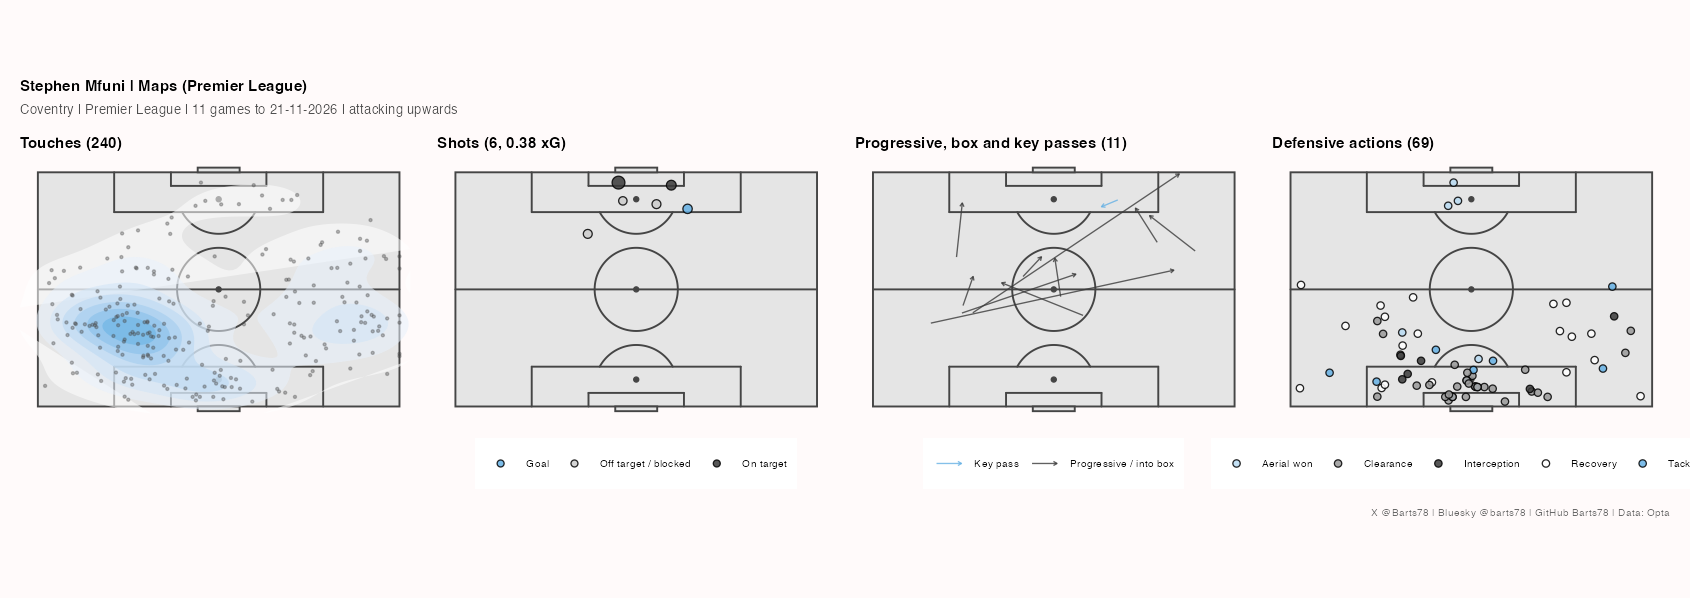 Stephen Mfuni | Maps (Premier League)
Coventry | Premier League | 11 games to 21-11-2026 | attacking upwards
Touches (240)
Shots (6, 0.38 xG)
Progressive, box and key passes (11)
Defensive actions (69)
Goal
Off target / blocked
On target
Key pass
Progressive / into box
Aerial won
Clearance
Interception
Recovery
Tack
X @Barts78 | Bluesky @barts78 | GitHub Barts78 | Data: Opta